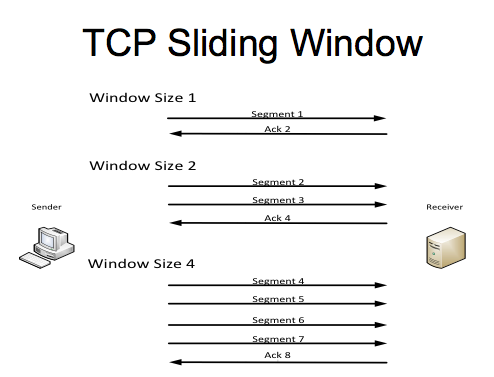 TCP Sliding Window
Window Size 1
Segment 1
Ack 2
Window Size 2
Segment 2
Segment 3
Ack 4
Sender
Receiver
Window Size 4
Segment 4
Segment 5
Segment 6
Segment 7
Ack 8